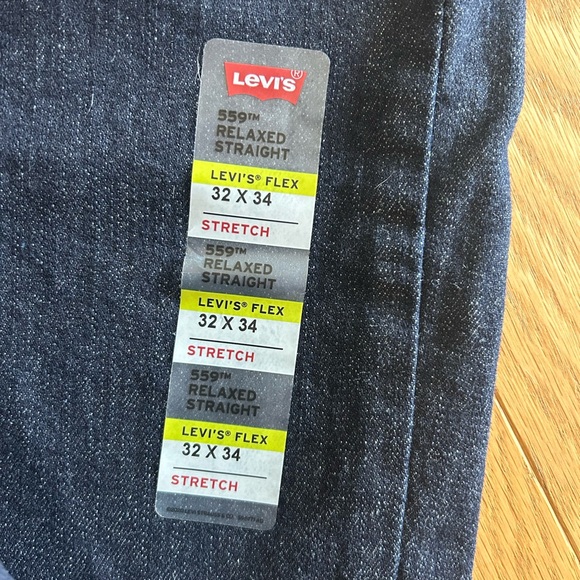 Levi's®
559™
RELAXED
STRAIGHT
LEVI'S® FLEX
32 X 34
STRETCH
559™
RELAXED
STRAIGHT
LEVI'S® FLEX
32 X 34
STRETCH
559™
RELAXED
STRAIGHT
LEVI'S® FLEX
32 X 34
STRETCH